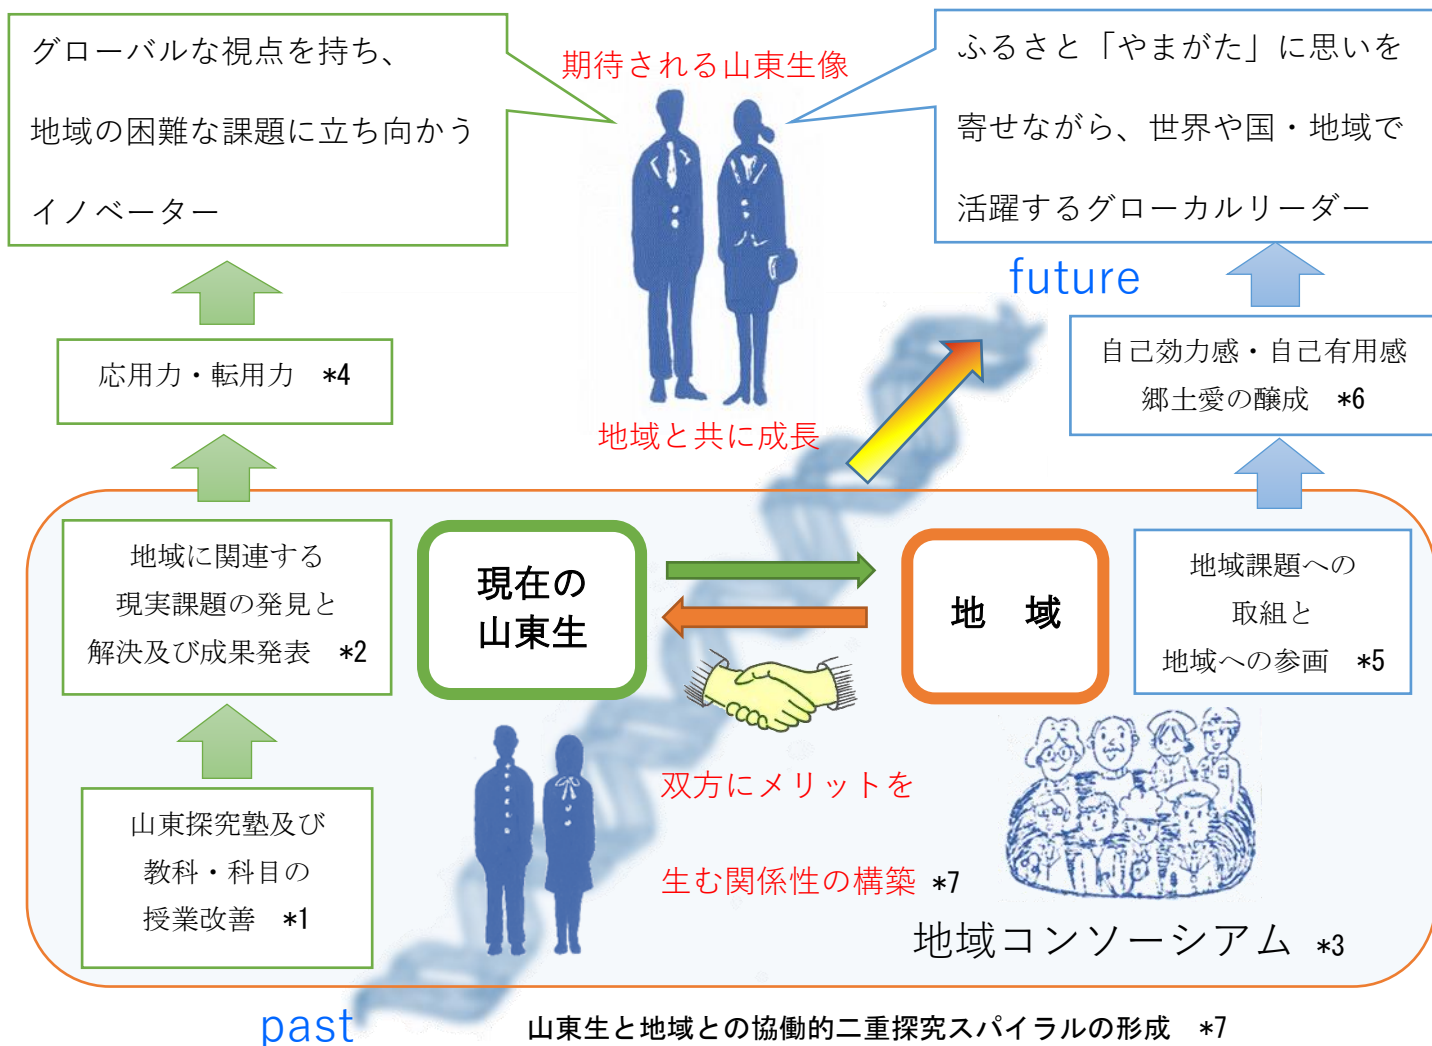 グローバルな視点を持ち、
地域の困難な課題に立ち向かう
イノベーター
期待される山東生像
ふるさと「やまがた」に思いを
寄せながら、世界や国・地域で
活躍するグローカルリーダー
future
応用力・転用力 *4
自己効力感・自己有用感
郷土愛の醸成 *6
地域と共に成長
地域に関連する
現実課題の発見と
解決及び成果発表 *2
現在の
山東生
地 域
地域課題への
取組と
地域への参画 *5
山東探究塾及び
教科・科目の
授業改善 *1
双方にメリットを
生む関係性の構築 *7
地域コンソーシアム *3
past
山東生と地域との協働的二重探究スパイラルの形成 *7